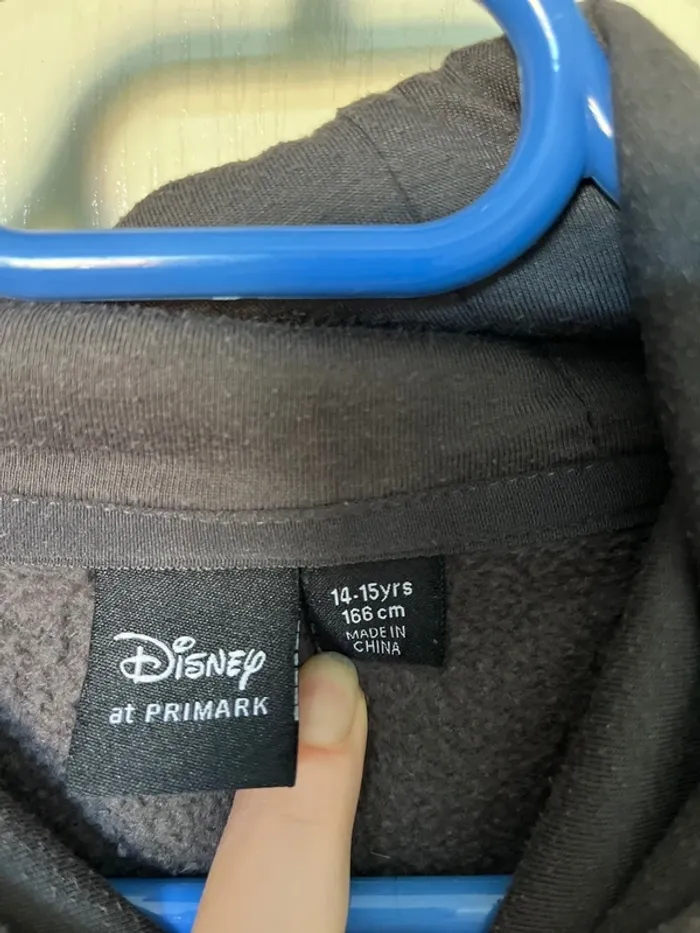 Disney
at PRIMARK
14-15yrs
166 cm
MADE IN
CHINA